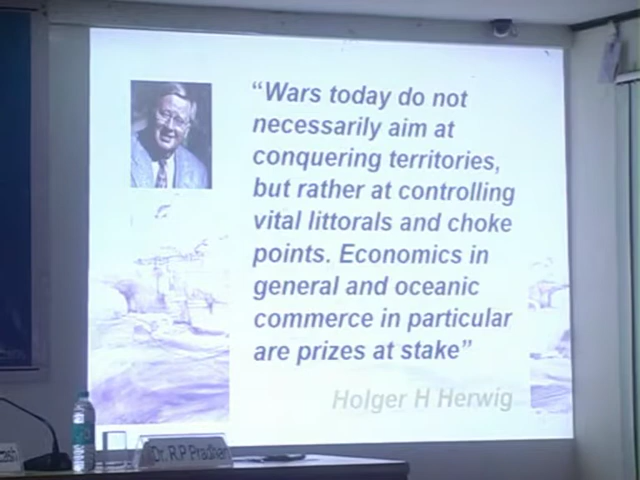 “Wars today do not
necessarily aim at
conquering territories,
but rather at controlling
vital littorals and choke
points. Economics in
general and oceanic
commerce in particular
are prizes at stake”
Holger H Herwig
Dr. R.P Pradhan